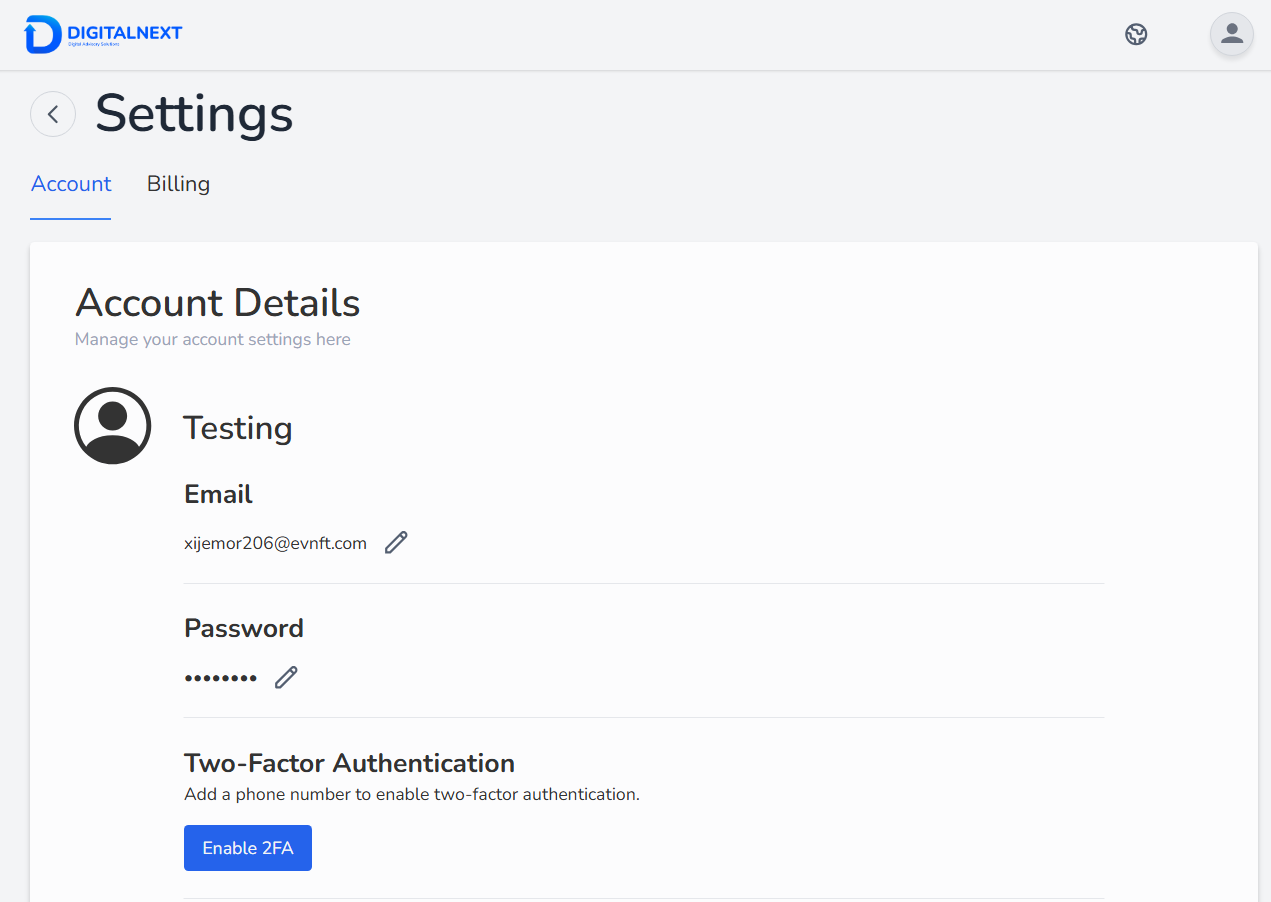 DIGITALNEXT
Digital Advisory Solutions
Settings
Account Billing
Account Details
Manage your account settings here
Testing
Email
xijemor206@evnft.com
Password
••••••••
Two-Factor Authentication
Add a phone number to enable two-factor authentication.
Enable 2FA